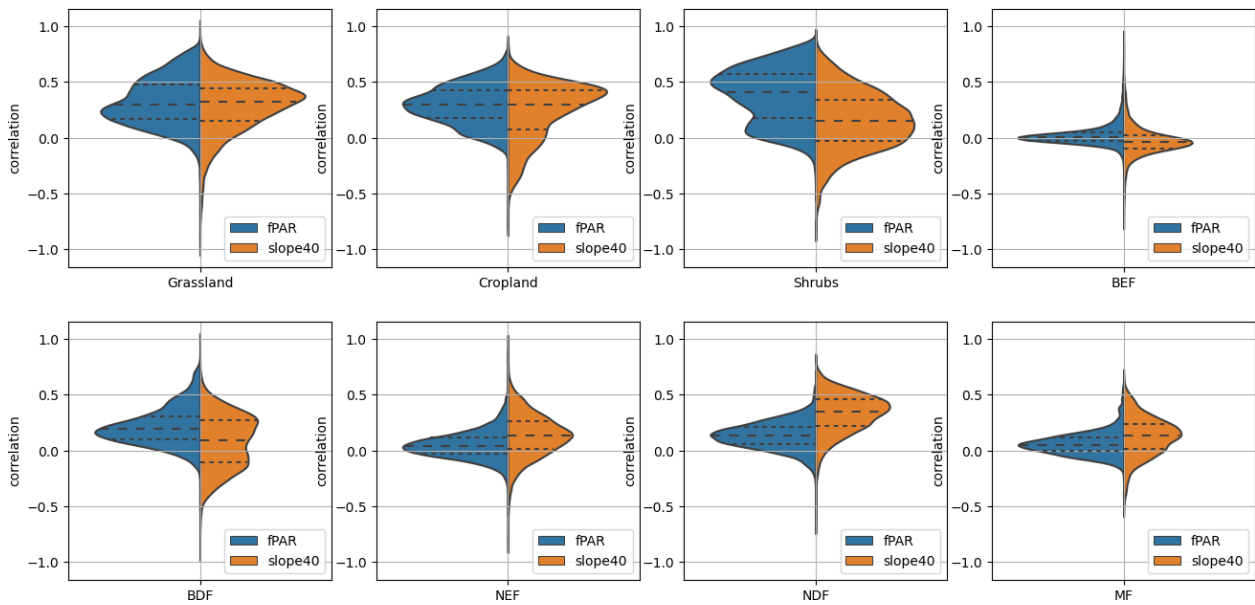 correlation
1.0
0.5
0.0
−0.5
−1.0
fPAR
slope40
Grassland
correlation
1.0
0.5
0.0
−0.5
−1.0
fPAR
slope40
Cropland
correlation
1.0
0.5
0.0
−0.5
−1.0
fPAR
slope40
Shrubs
correlation
1.0
0.5
0.0
−0.5
−1.0
fPAR
slope40
BEF
correlation
1.0
0.5
0.0
−0.5
−1.0
fPAR
slope40
BDF
correlation
1.0
0.5
0.0
−0.5
−1.0
fPAR
slope40
NEF
correlation
1.0
0.5
0.0
−0.5
−1.0
fPAR
slope40
NDF
correlation
1.0
0.5
0.0
−0.5
−1.0
fPAR
slope40
MF